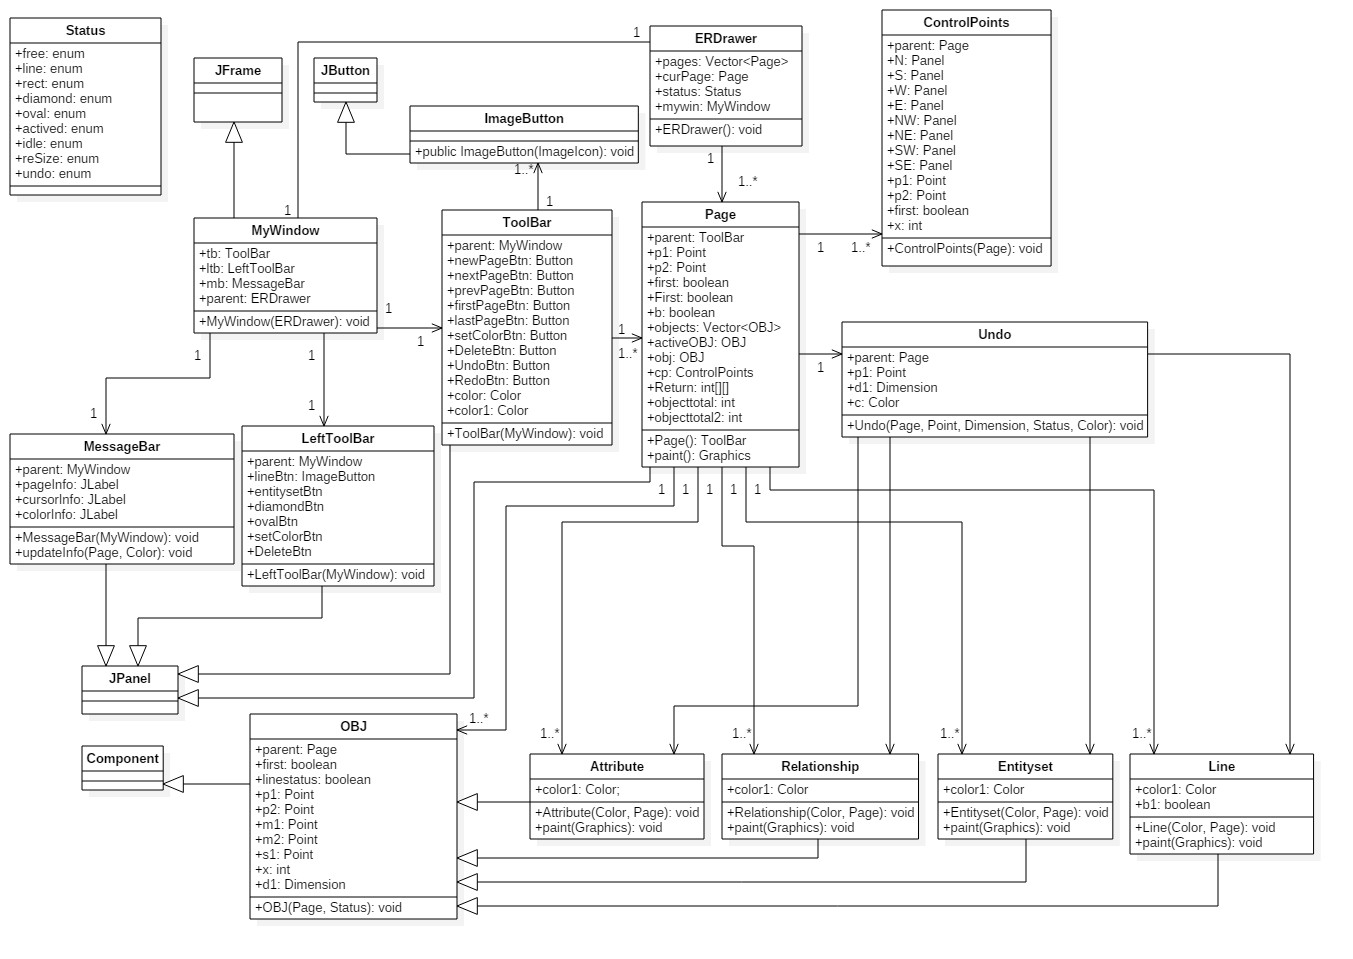 Status
+free: enum
+line: enum
+rect: enum
+diamond: enum
+oval: enum
+actived: enum
+idle: enum
+reSize: enum
+undo: enum
JFrame
JButton
ImageButton
+public ImageButton(ImageIcon): void
1
ERDrawer
+pages: Vector<Page>
+curPage: Page
+status: Status
+mywin: MyWindow
+ERDrawer(): void
ControlPoints
+parent: Page
+N: Panel
+S: Panel
+W: Panel
+E: Panel
+NW: Panel
+NE: Panel
+SW: Panel
+SE: Panel
+p1: Point
+p2: Point
+first: boolean
+x: int
+ControlPoints(Page): void
1
1..*
1..*
1
1
MyWindow
+tb: ToolBar
+ltb: LeftToolBar
+mb: MessageBar
+parent: ERDrawer
+MyWindow(ERDrawer): void
1
1
ToolBar
+parent: MyWindow
+newPageBtn: Button
+nextPageBtn: Button
+prevPageBtn: Button
+firstPageBtn: Button
+lastPageBtn: Button
+setColorBtn: Button
+DeleteBtn: Button
+UndoBtn: Button
+RedoBtn: Button
+color: Color
+color1: Color
+ToolBar(MyWindow): void
1
1..*
Page
+parent: ToolBar
+p1: Point
+p2: Point
+first: boolean
+First: boolean
+b: boolean
+objects: Vector<OBJ>
+activeOBJ: OBJ
+obj: OBJ
+cp: ControlPoints
+Return: int[][]
+objecttotal: int
+objecttotal2: int
+Page(): ToolBar
+paint(): Graphics
1
1..*
1
Undo
+parent: Page
+p1: Point
+d1: Dimension
+c: Color
+Undo(Page, Point, Dimension, Status, Color): void
1
1
1
1
MessageBar
+parent: MyWindow
+pageInfo: JLabel
+cursorInfo: JLabel
+colorInfo: JLabel
+MessageBar(MyWindow): void
+updateInfo(Page, Color): void
LeftToolBar
+parent: MyWindow
+lineBtn: ImageButton
+entitysetBtn
+diamondBtn
+ovalBtn
+setColorBtn
+DeleteBtn
+LeftToolBar(MyWindow): void
1
1
1
1
1
JPanel
Component
OBJ
+parent: Page
+first: boolean
+linestatus: boolean
+p1: Point
+p2: Point
+m1: Point
+m2: Point
+s1: Point
+x: int
+d1: Dimension
+OBJ(Page, Status): void
1..*
1..*
1..*
1..*
1..*
Attribute
+color1: Color;
+Attribute(Color, Page): void
+paint(Graphics): void
Relationship
+color1: Color
+Relationship(Color, Page): void
+paint(Graphics): void
Entityset
+color1: Color
+Entityset(Color, Page): void
+paint(Graphics): void
Line
+color1: Color
+b1: boolean
+Line(Color, Page): void
+paint(Graphics): void